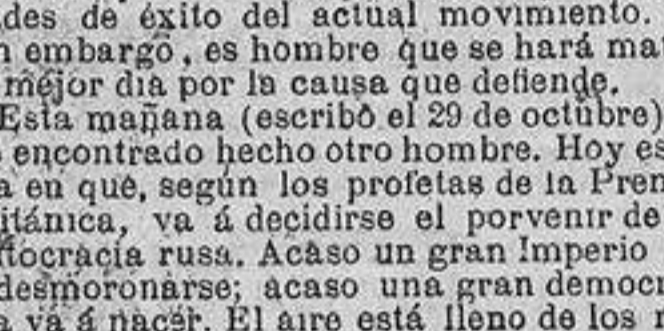 des de éxito del actual movimiento.
n embargo, es hombre que se hará ma
mejor dia por la causa que defiende.
Esta mañana (escribo el 29 de octubre)
encontrado hecho otro hombre. Hoy es
a en que, según los profetas de la Pren
itánica, va á decidirse el porvenir de
tocracia rusa. Acaso un gran Imperio
desmoronarse; acaso una gran democr
a va á nacer. El aire está lleno de los